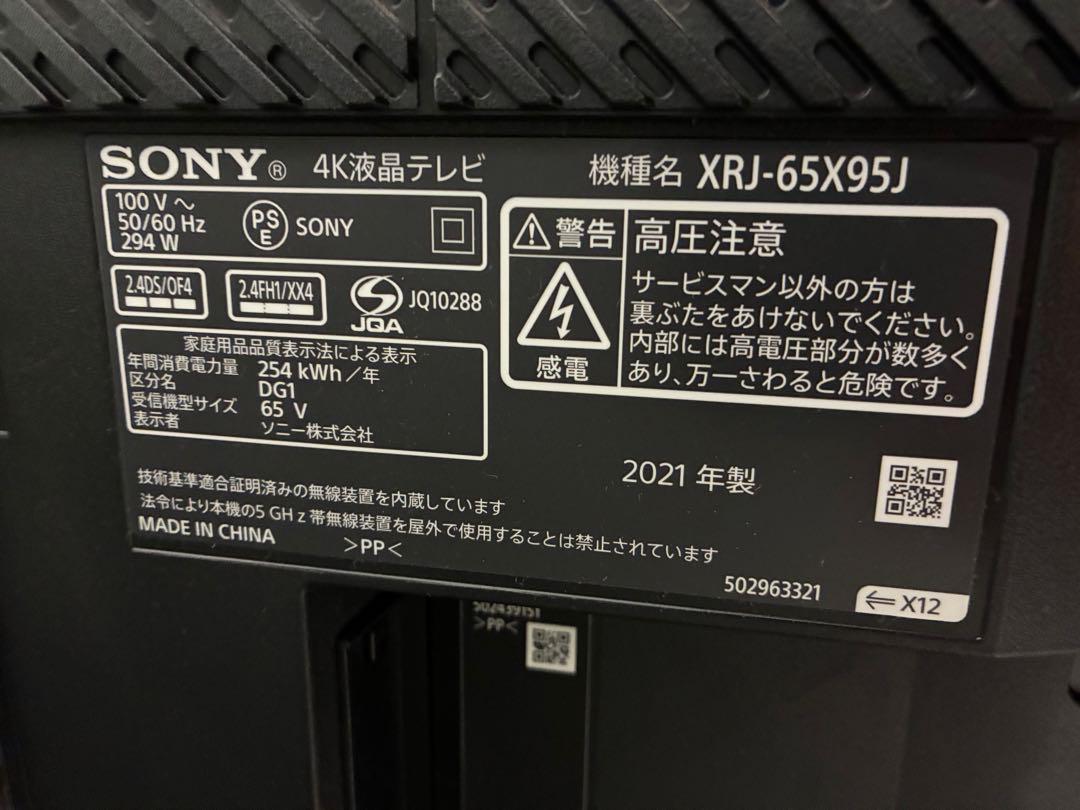 SONY® 4K液晶テレビ
機種名 XRJ-65X95J
100 V ～
50/60 Hz
294 W
PS
E
SONY
2.4DS/OF4
2.4FH1/XX4
JQA
JQ10288
家庭用品品質表示法による表示
年間消費電力量 254 kWh／年
区分名 DG1
受信機型サイズ 65 V
表示者 ソニー株式会社
警告
感電
高圧注意
サービスマン以外の方は
裏ぶたをあけないでください。
内部には高電圧部分が数多く
あり、万一さわると危険です。
2021 年製
技術基準適合証明済みの無線装置を内蔵しています
法令により本機の5 GHz 帯無線装置を屋外で使用することは禁止されています
MADE IN CHINA
>PP<
502963321
X12
502439151
>PP<